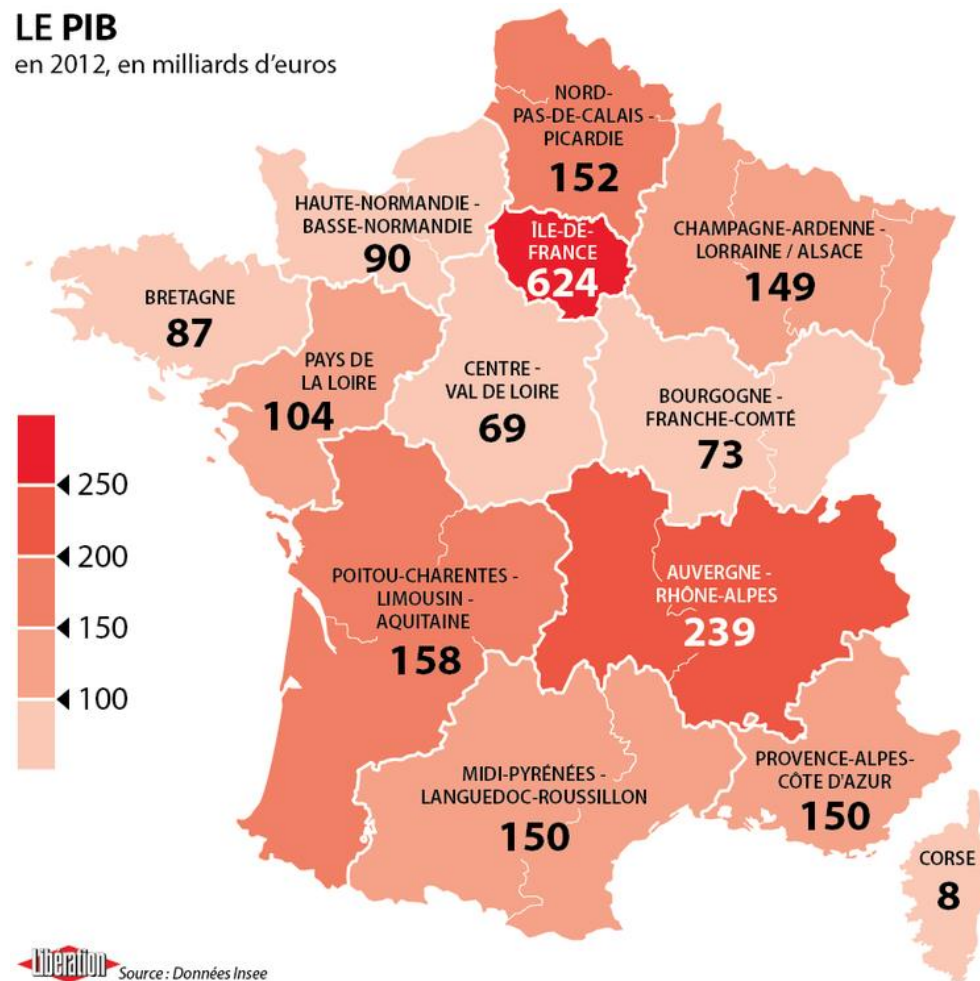 LE PIB
en 2012, en milliards d'euros
NORD-
PAS-DE-CALAIS -
PICARDIE
152
HAUTE-NORMANDIE -
BASSE-NORMANDIE
90
ÎLE-DE-
FRANCE
624
CHAMPAGNE-ARDENNE -
LORRAINE / ALSACE
149
BRETAGNE
87
PAYS DE
LA LOIRE
104
CENTRE -
VAL DE LOIRE
69
BOURGOGNE -
FRANCHE-COMTÉ
73
250
200
150
100
POITOU-CHARENTES -
LIMOUSIN -
AQUITAINE
158
AUVERGNE -
RHÔNE-ALPES
239
MIDI-PYRÉNÉES -
LANGUEDOC-ROUSSILLON
150
PROVENCE-ALPES-
CÔTE D'AZUR
150
CORSE
8
Libération Source : Données Insee